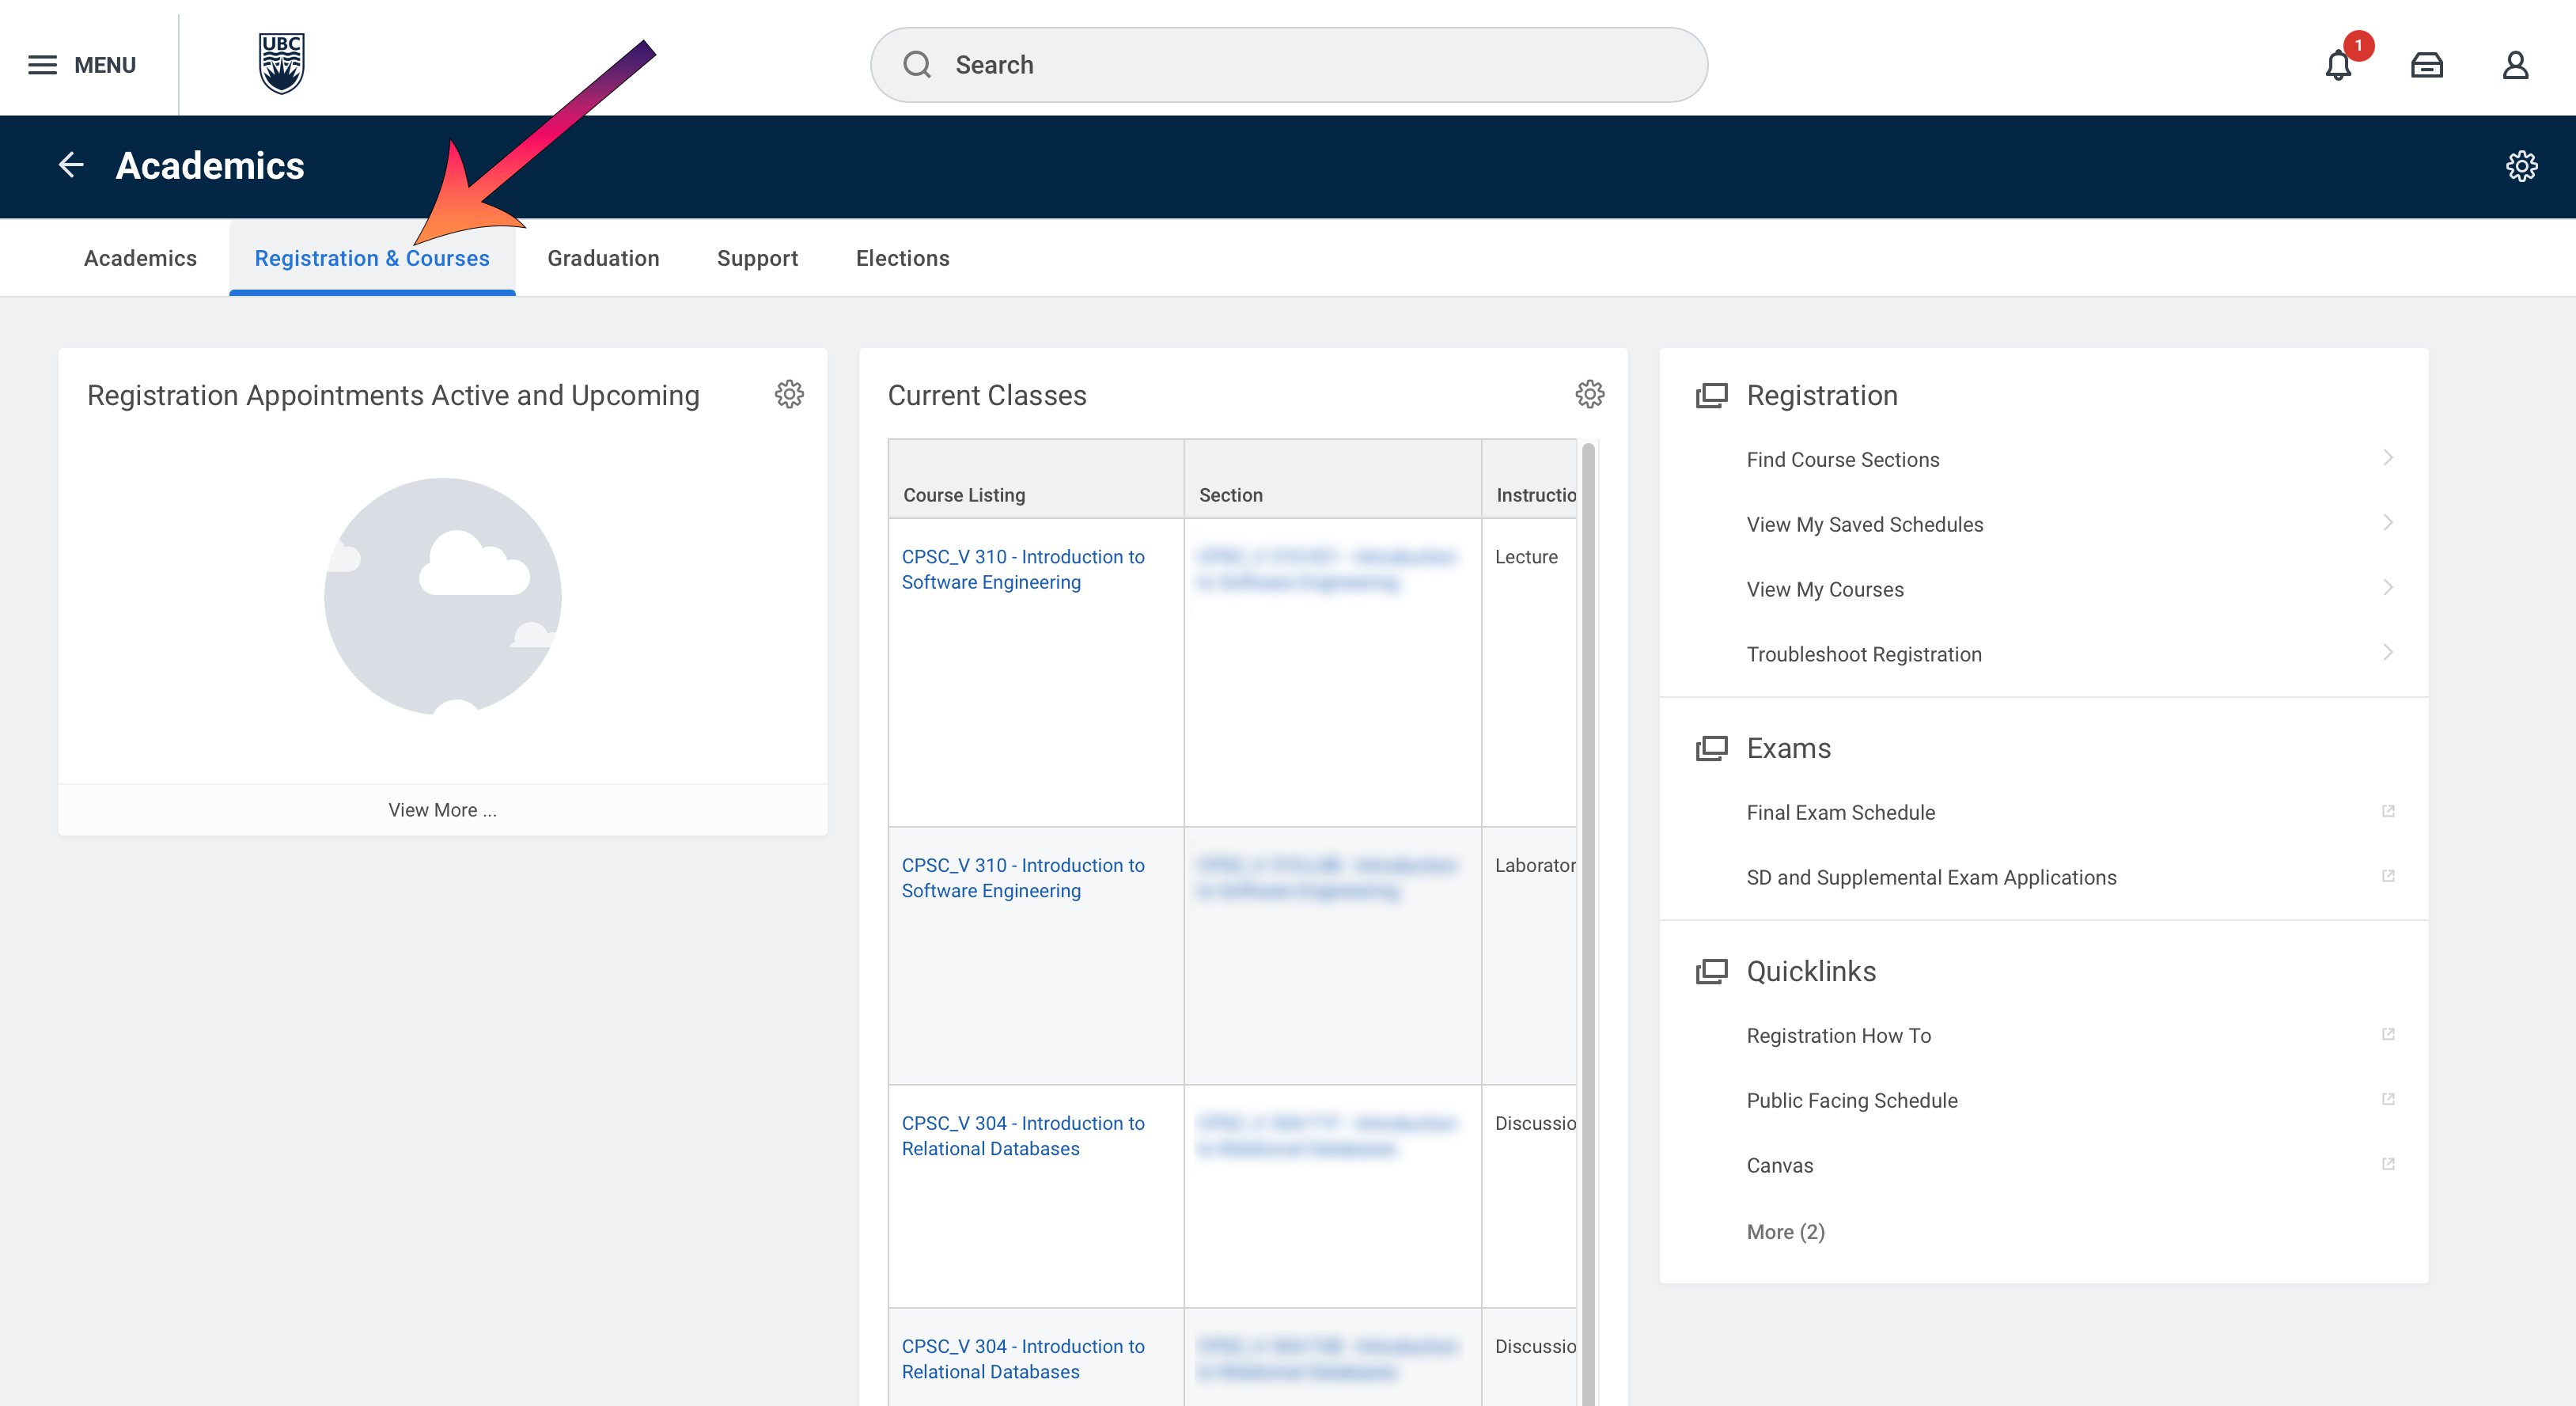 MENU
UBC
Search
1
Academics
Academics
Registration & Courses
Graduation
Support
Elections
Registration Appointments Active and Upcoming
View More ...
Current Classes
Course Listing
Section
Instructio
CPSC_V 310 - Introduction to
Software Engineering
Lecture
CPSC_V 310 - Introduction to
Software Engineering
Laborator
CPSC_V 304 - Introduction to
Relational Databases
Discussio
CPSC_V 304 - Introduction to
Relational Databases
Discussio
Registration
Find Course Sections
View My Saved Schedules
View My Courses
Troubleshoot Registration
Exams
Final Exam Schedule
SD and Supplemental Exam Applications
Quicklinks
Registration How To
Public Facing Schedule
Canvas
More (2)